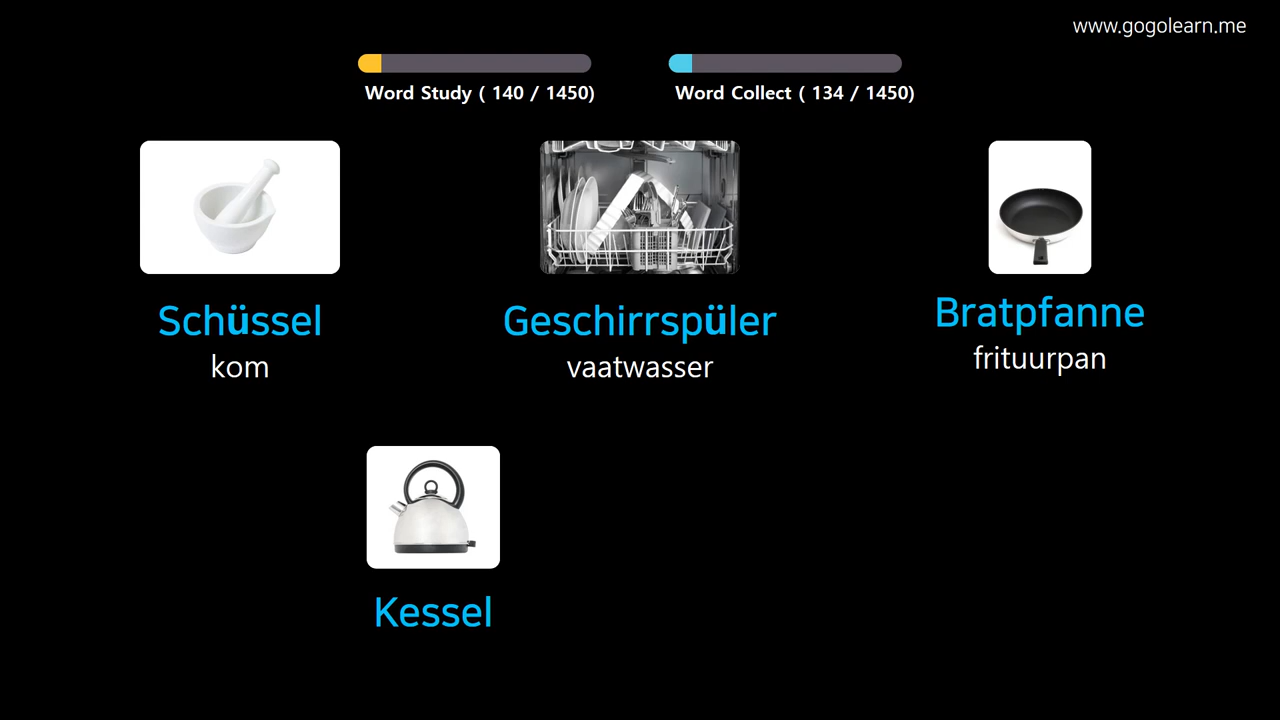 www.gogolearn.me
Word Study ( 140 / 1450)
Word Collect ( 134 / 1450)
Schüssel
kom
Geschirrspüler
vaatwasser
Bratpfanne
frituurpan
Kessel